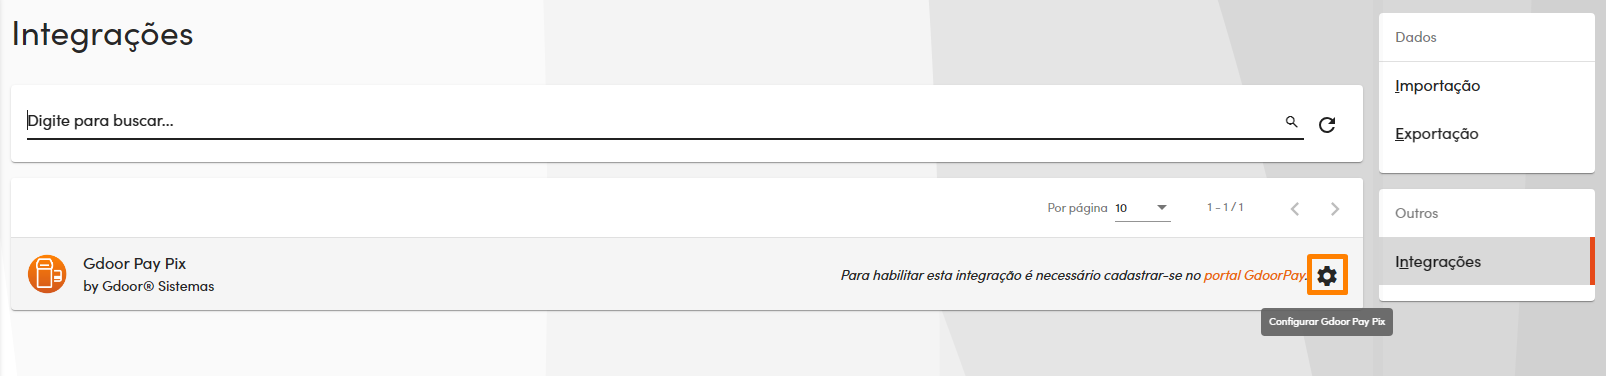 Integrações
Digite para buscar...
Por página 10 1 - 1 / 1
Gdoor Pay Pix
by Gdoor® Sistemas
Para habilitar esta integração é necessário cadastrar-se no portal GdoorPay.
Configurar Gdoor Pay Pix
Dados
Importação
Exportação
Outros
Integrações